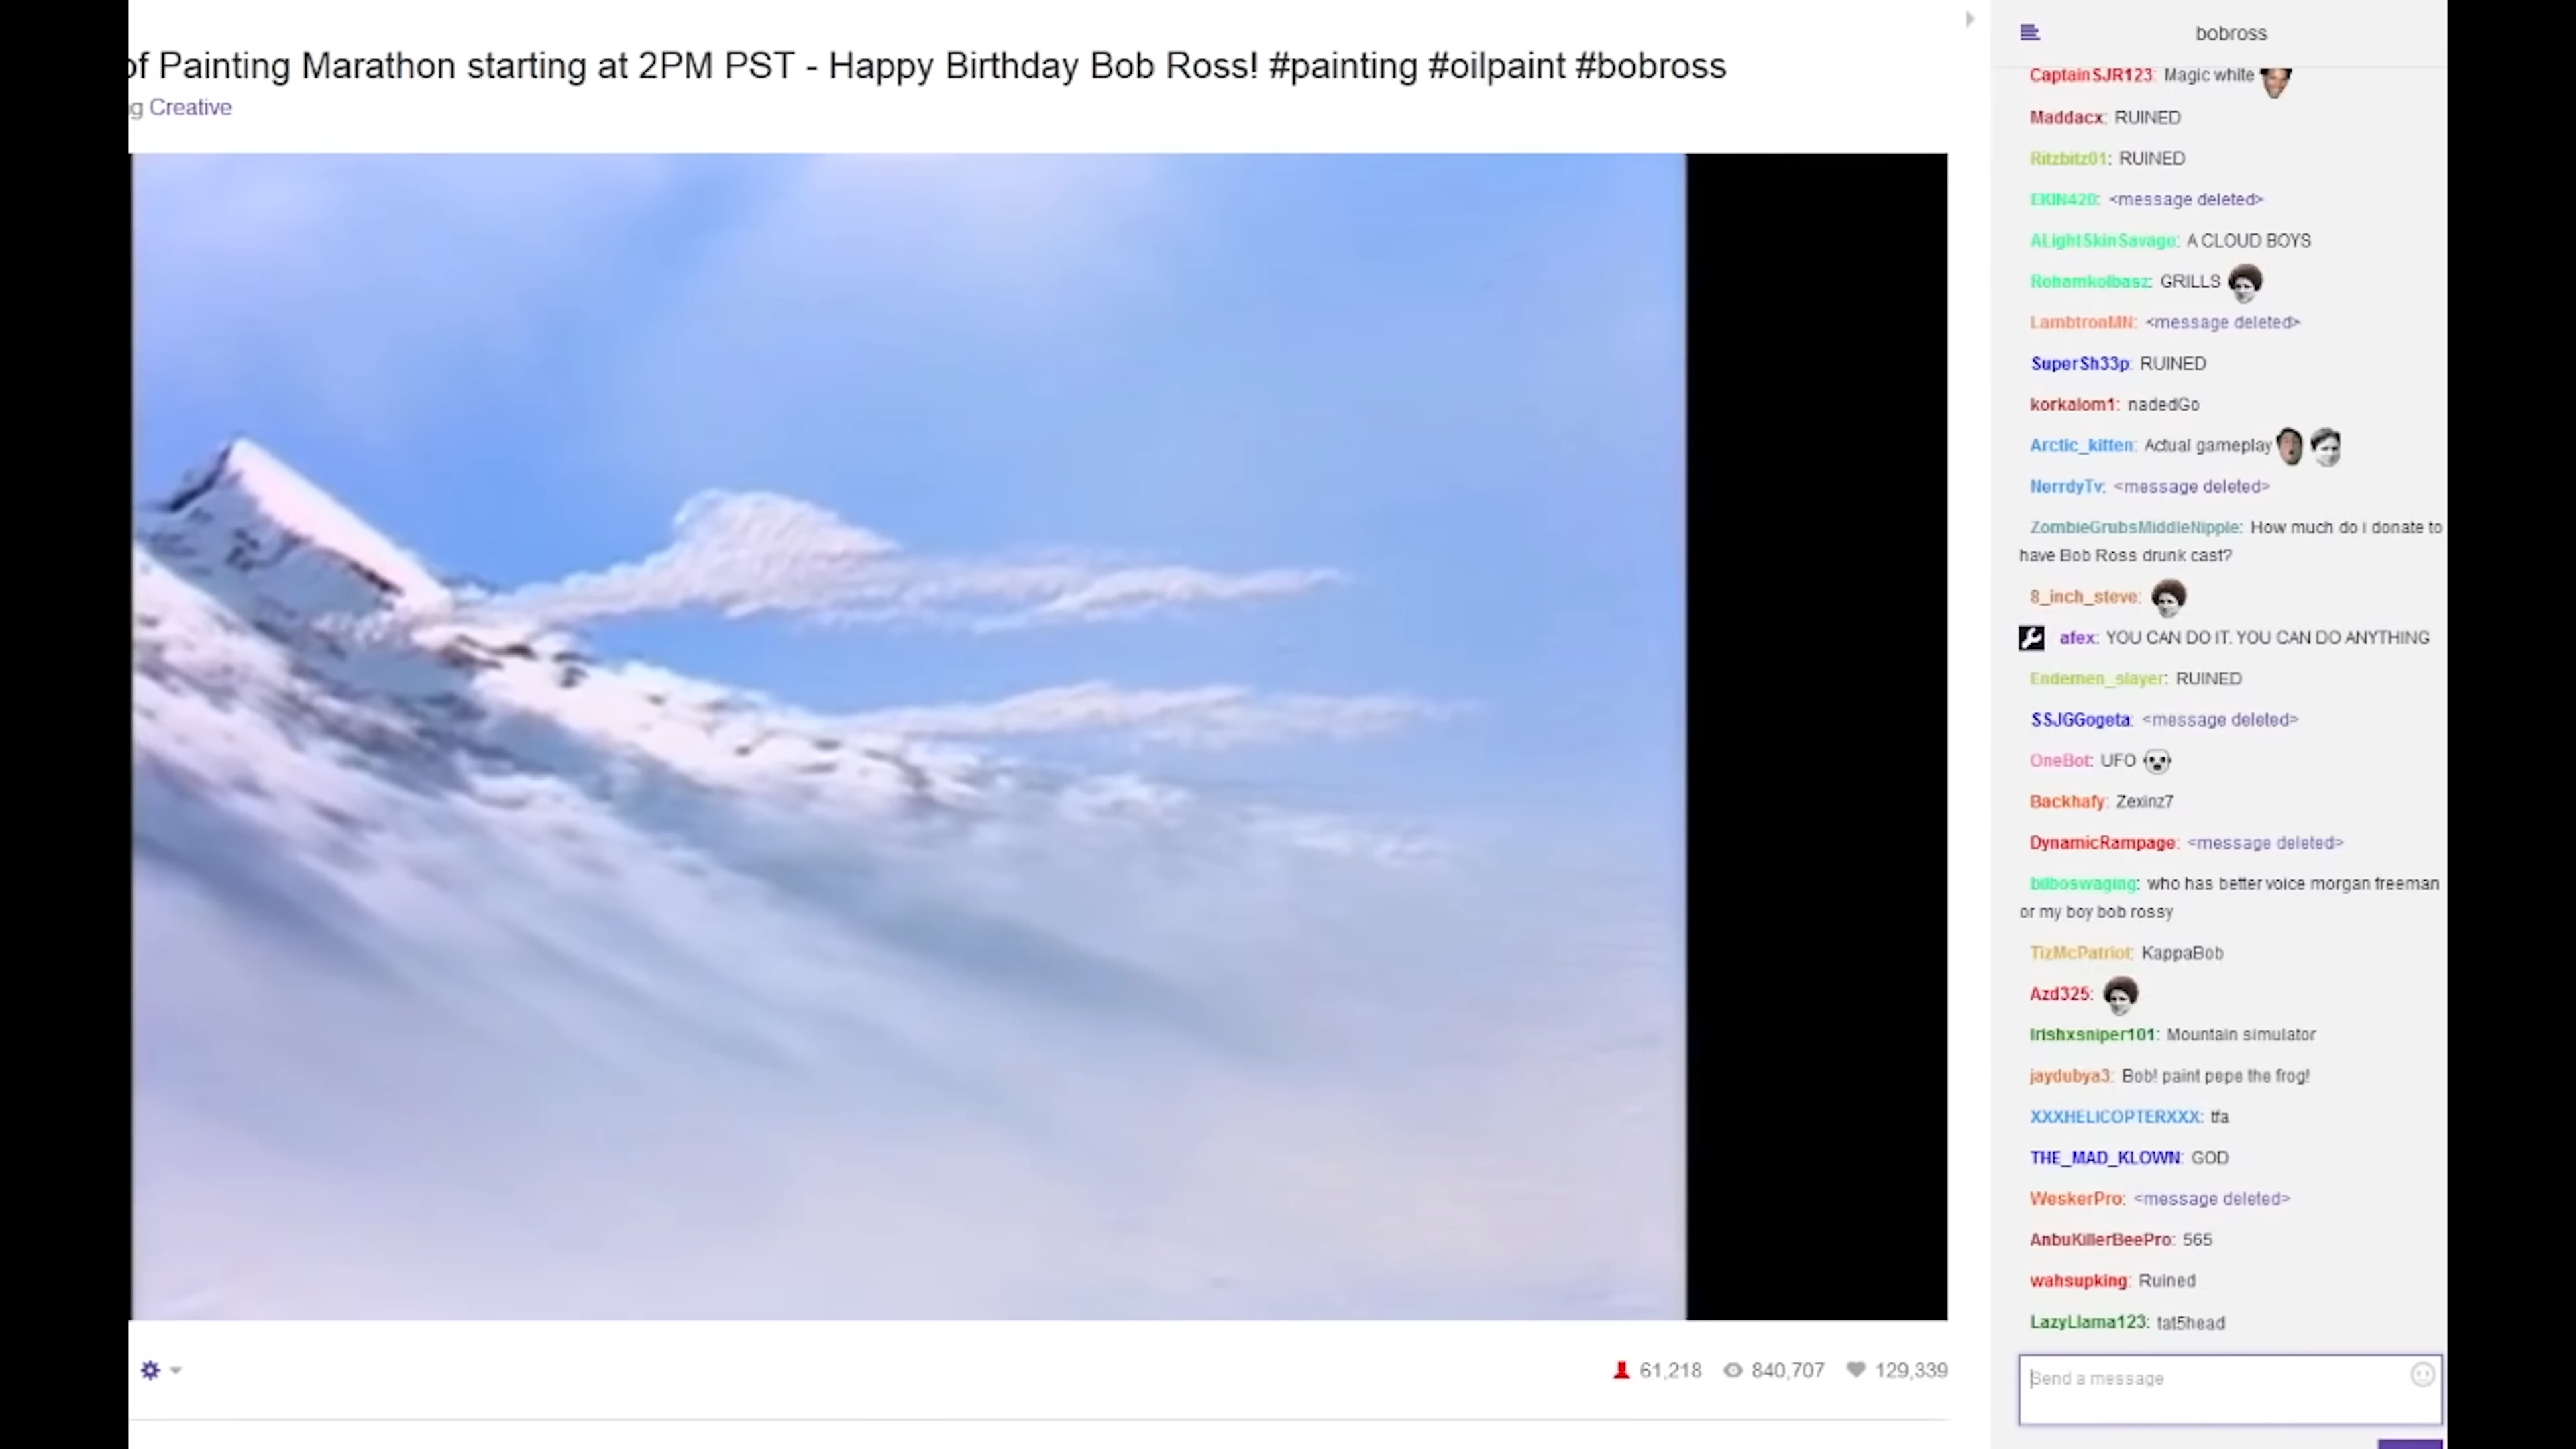 of Painting Marathon starting at 2PM PST - Happy Birthday Bob Ross! #painting #oilpaint #bobross
g Creative
61,218 840,707 129,339
bobross
CaptainSJR123: Magic white
Maddacx: RUINED
Ritzbitz01: RUINED
EKIN420: <message deleted>
ALightSkinSavage: A CLOUD BOYS
Rohamkolbasz: GRILLS
LambtronMN: <message deleted>
SuperSh33p: RUINED
korkalom1: nadedGo
Arctic_kitten: Actual gameplay
NerrdyTv: <message deleted>
ZombieGrubsMiddleNipple: How much do i donate to
have Bob Ross drunk cast?
8_inch_steve:
afex: YOU CAN DO IT. YOU CAN DO ANYTHING
Endemen_slayer: RUINED
SSJGGogeta: <message deleted>
OneBot: UFO
Backhafy: Zexinz7
DynamicRampage: <message deleted>
bilboswaging: who has better voice morgan freeman
or my boy bob rossy
TizMcPatriot: KappaBob
Azd325:
Irishxsniper101: Mountain simulator
jaydubya3: Bob! paint pepe the frog!
XXXHELICOPTERXXX: tfa
THE_MAD_KLOWN: GOD
WeskerPro: <message deleted>
AnbuKillerBeePro: 565
wahsupking: Ruined
LazyLlama123: tat5head
Send a message